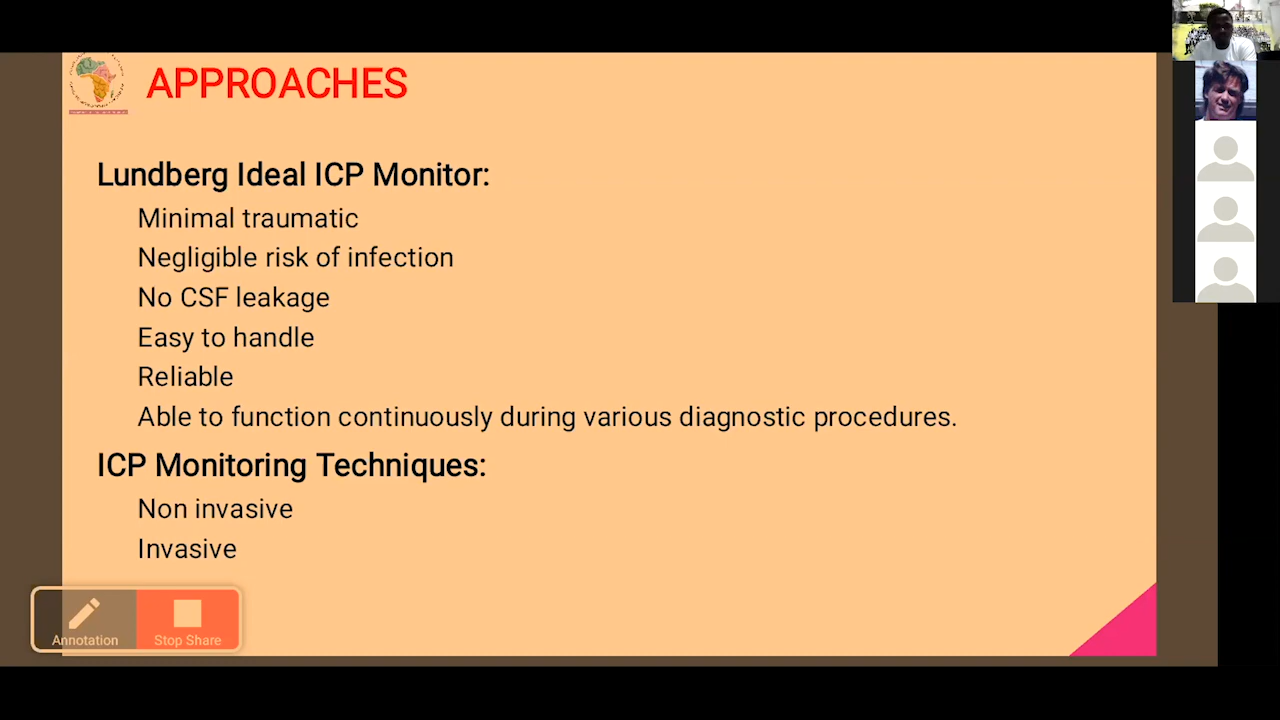 APPROACHES
Lundberg Ideal ICP Monitor:
Minimal traumatic
Negligible risk of infection
No CSF leakage
Easy to handle
Reliable
Able to function continuously during various diagnostic procedures.
ICP Monitoring Techniques:
Non invasive
Invasive
Annotation
Stop Share